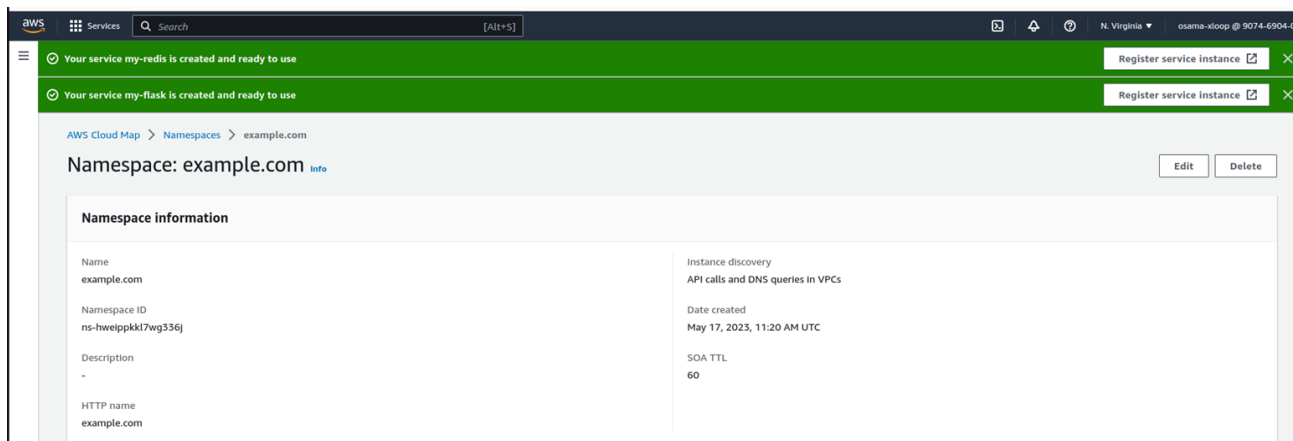 aws Services Search [Alt+S] N. Virginia ▼ osama-xloop @ 9074-6904-
Your service my-redis is created and ready to use Register service instance
Your service my-flask is created and ready to use Register service instance
AWS Cloud Map > Namespaces > example.com
Namespace: example.com Info Edit Delete
Namespace information
Name
example.com
Namespace ID
ns-hweippkkl7wg336j
Description
-
HTTP name
example.com
Instance discovery
API calls and DNS queries in VPCs
Date created
May 17, 2023, 11:20 AM UTC
SOA TTL
60